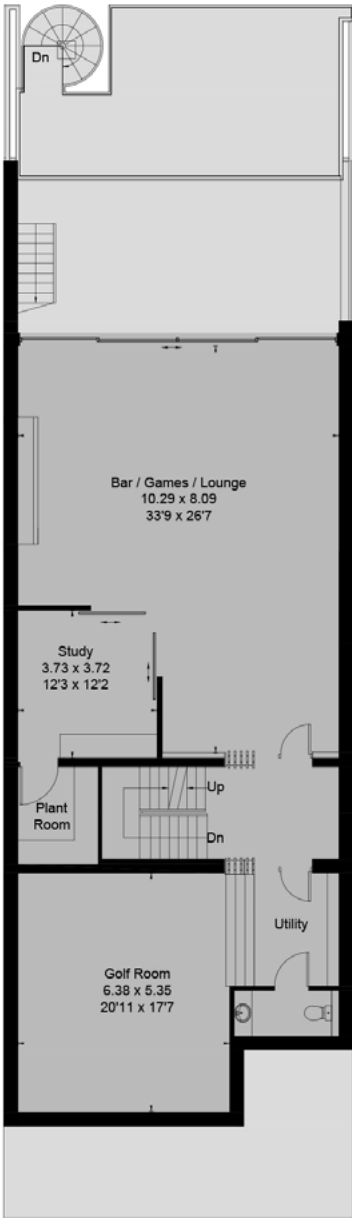 Dn
Bar / Games / Lounge
10.29 x 8.09
33'9 x 26'7
Study
3.73 x 3.72
12'3 x 12'2
Plant
Room
Up
Dn
Utility
Golf Room
6.38 x 5.35
20'11 x 17'7